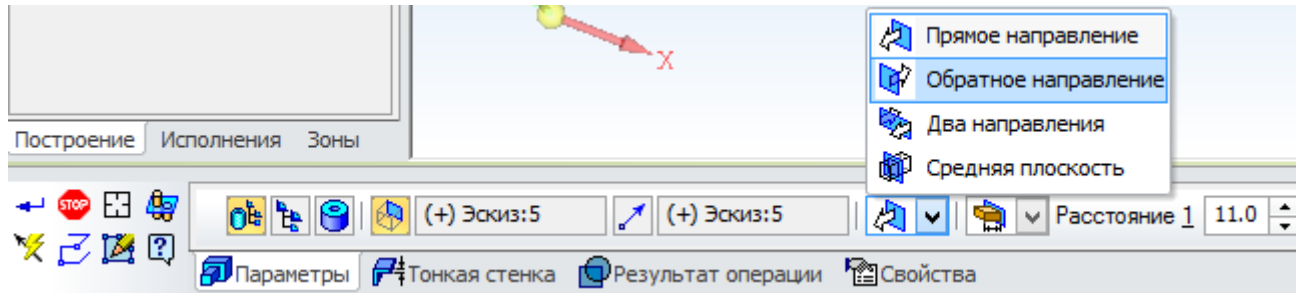 Прямое направление
Обратное направление
Два направления
Средняя плоскость
X
Построение Исполнения Зоны
STOP (+) Эскиз:5 (+) Эскиз:5 Расстояние 1 11.0
Параметры Тонкая стенка Результат операции Свойства